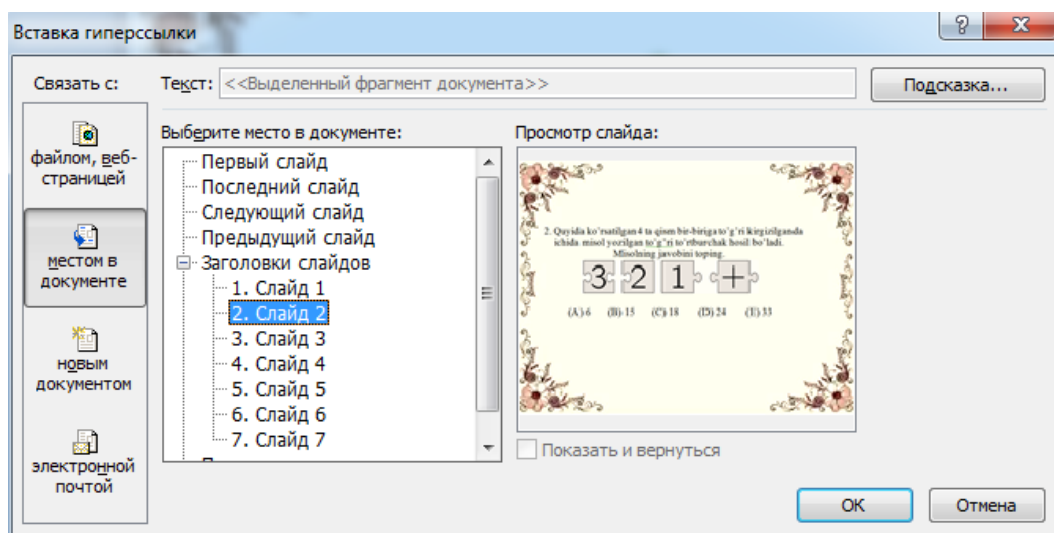 Вставка гиперссылки
Связать с:
Текст: <<Выделенный фрагмент документа>>
Подсказка...
файлом, веб-
страницей
местом в
документе
новым
документом
электронной
почтой
Выберите место в документе:
Первый слайд
Последний слайд
Следующий слайд
Предыдущий слайд
Заголовки слайдов
1. Слайд 1
2. Слайд 2
3. Слайд 3
4. Слайд 4
5. Слайд 5
6. Слайд 6
7. Слайд 7
Просмотр слайда:
2. Quyida ko'rsatilgan 4 ta qism bir-biriga to'g'ri kirgizilganda
ichida misol yozilgan to'g'ri to'rtburchak hosil bo'ladi.
Misolning javobini toping.
3 2 1 +
(A) 6 (B) 15 (C) 18 (D) 24 (E) 33
Показать и вернуться
ОК
Отмена